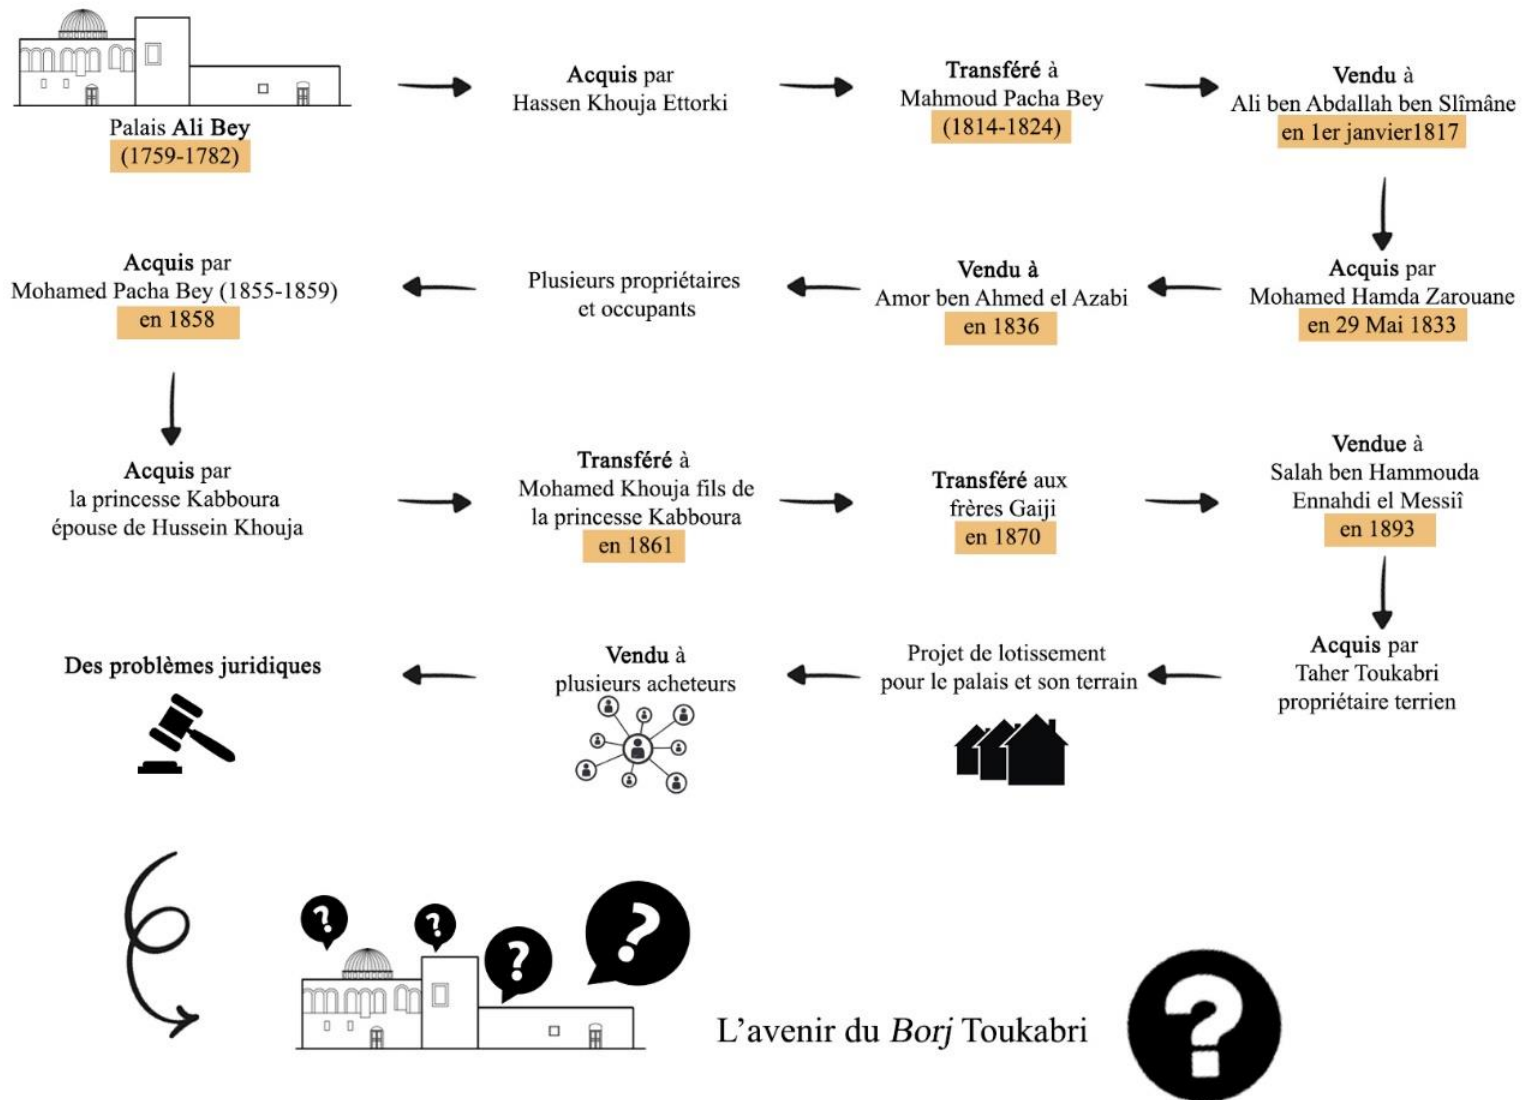 Palais Ali Bey
(1759-1782)
Acquis par
Hassen Khouja Ettorki
Transféré à
Mahmoud Pacha Bey
(1814-1824)
Vendu à
Ali ben Abdallah ben Slîmâne
en 1er janvier1817
Acquis par
Mohamed Hamda Zarouane
en 29 Mai 1833
Vendu à
Amor ben Ahmed el Azabi
en 1836
Plusieurs propriétaires
et occupants
Acquis par
Mohamed Pacha Bey (1855-1859)
en 1858
Acquis par
la princesse Kabboura
épouse de Hussein Khouja
Transféré à
Mohamed Khouja fils de
la princesse Kabboura
en 1861
Transféré aux
frères Gaiji
en 1870
Vendue à
Salah ben Hammouda
Ennahdi el Messiî
en 1893
Acquis par
Taher Toukabri
propriétaire terrien
Projet de lotissement
pour le palais et son terrain
Vendu à
plusieurs acheteurs
Des problèmes juridiques
?
?
?
?
L’avenir du Borj Toukabri
?